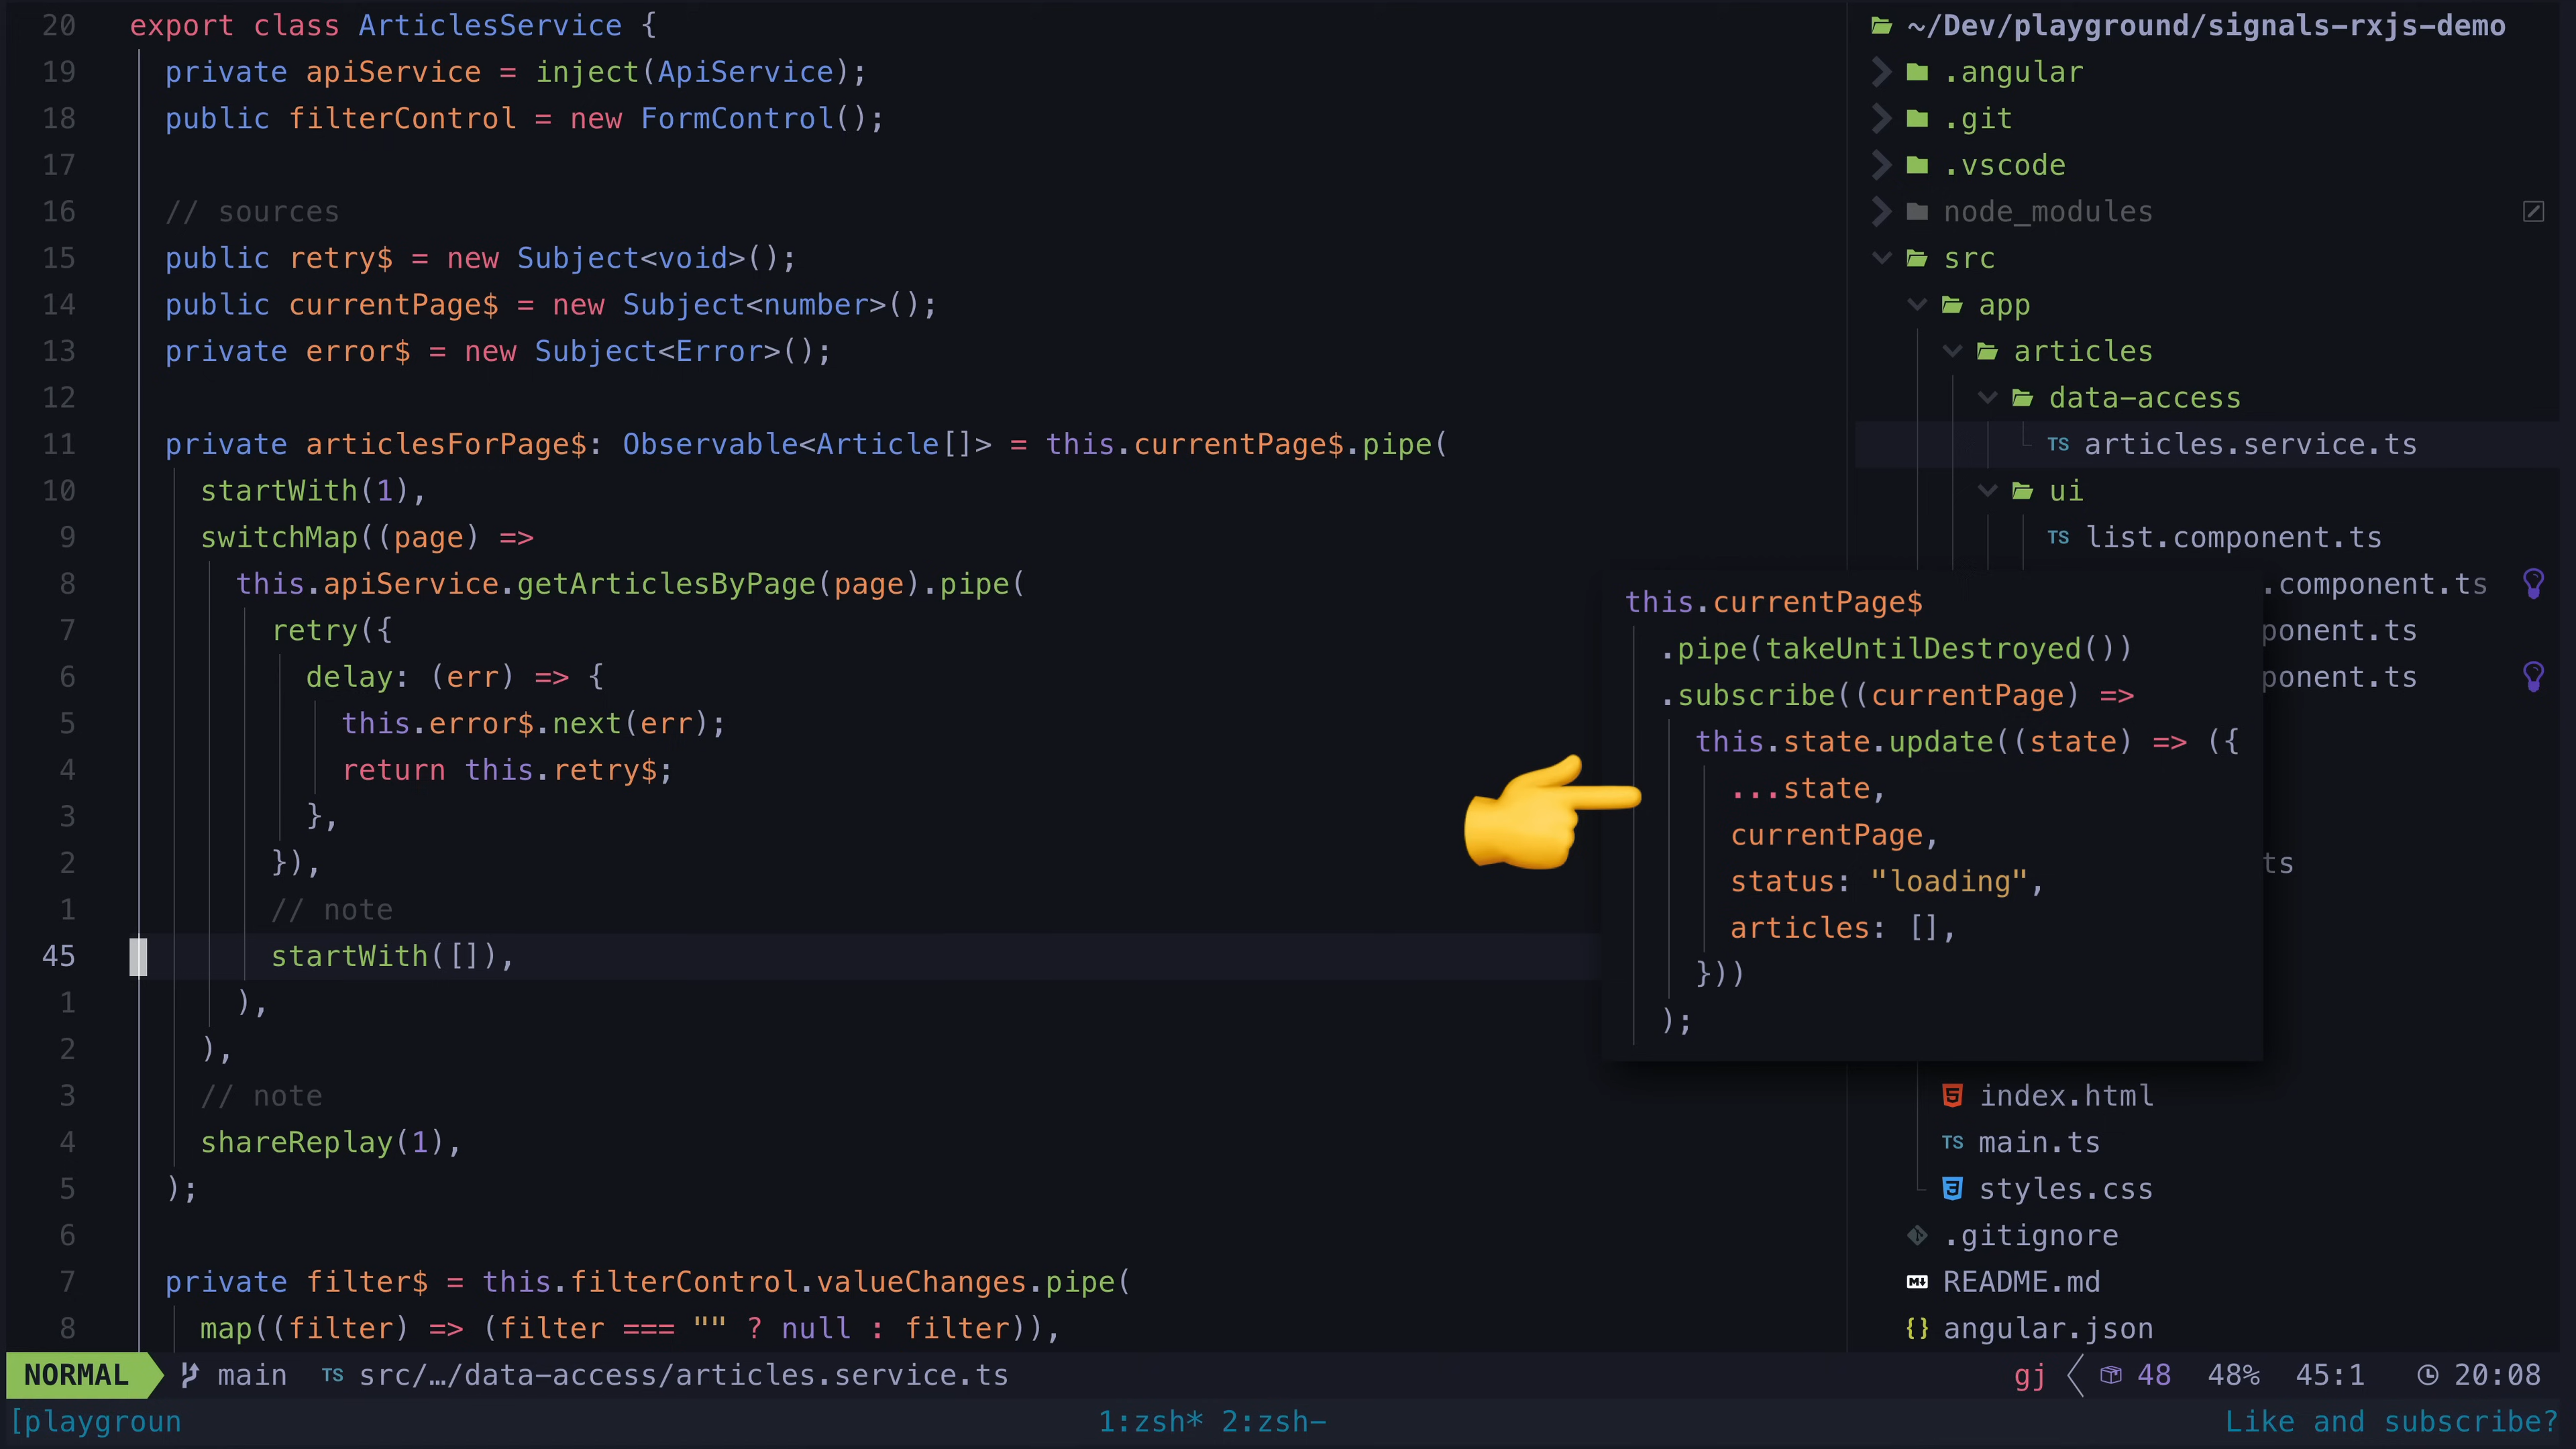 20 export class ArticlesService {
19 private apiService = inject(ApiService);
18 public filterControl = new FormControl();
17
16 // sources
15 public retry$ = new Subject<void>();
14 public currentPage$ = new Subject<number>();
13 private error$ = new Subject<Error>();
12
11 private articlesForPage$: Observable<Article[]> = this.currentPage$.pipe(
10 startWith(1),
9 switchMap((page) =>
8 this.apiService.getArticlesByPage(page).pipe(
7 retry({
6 delay: (err) => {
5 this.error$.next(err);
4 return this.retry$;
3 },
2 }),
1 // note
45 startWith([]),
1 ),
2 ),
3 // note
4 shareReplay(1),
5 );
6
7 private filter$ = this.filterControl.valueChanges.pipe(
8 map((filter) => (filter === "" ? null : filter)),
~/Dev/playground/signals-rxjs-demo
.angular
.git
.vscode
node_modules
src
app
articles
data-access
TS articles.service.ts
ui
TS list.component.ts
.component.ts
ponent.ts
ponent.ts
ts
this.currentPage$
.pipe(takeUntilDestroyed())
.subscribe((currentPage) =>
this.state.update((state) => ({
...state,
currentPage,
status: "loading",
articles: [],
}))
);
index.html
TS main.ts
styles.css
.gitignore
README.md
{} angular.json
NORMAL main TS src/…/data-access/articles.service.ts gj 48 48% 45:1 20:08
[playgroun 1:zsh* 2:zsh- Like and subscribe?